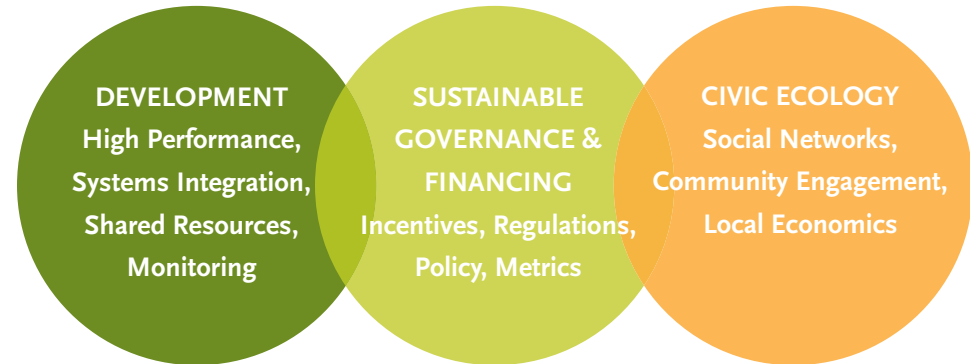 DEVELOPMENT
High Performance,
Systems Integration,
Shared Resources,
Monitoring
SUSTAINABLE
GOVERNANCE &
FINANCING
Incentives, Regulations,
Policy, Metrics
CIVIC ECOLOGY
Social Networks,
Community Engagement,
Local Economics